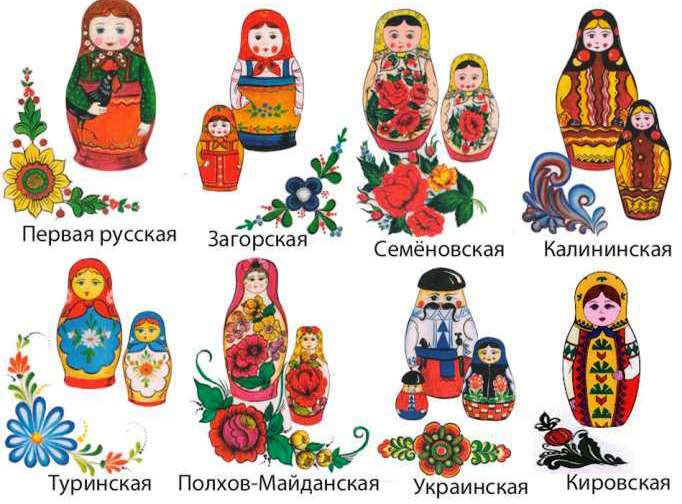 Первая русская
Загорская
Семёновская
Калининская
Туринская
Полхов-Майданская
Украинская
Кировская